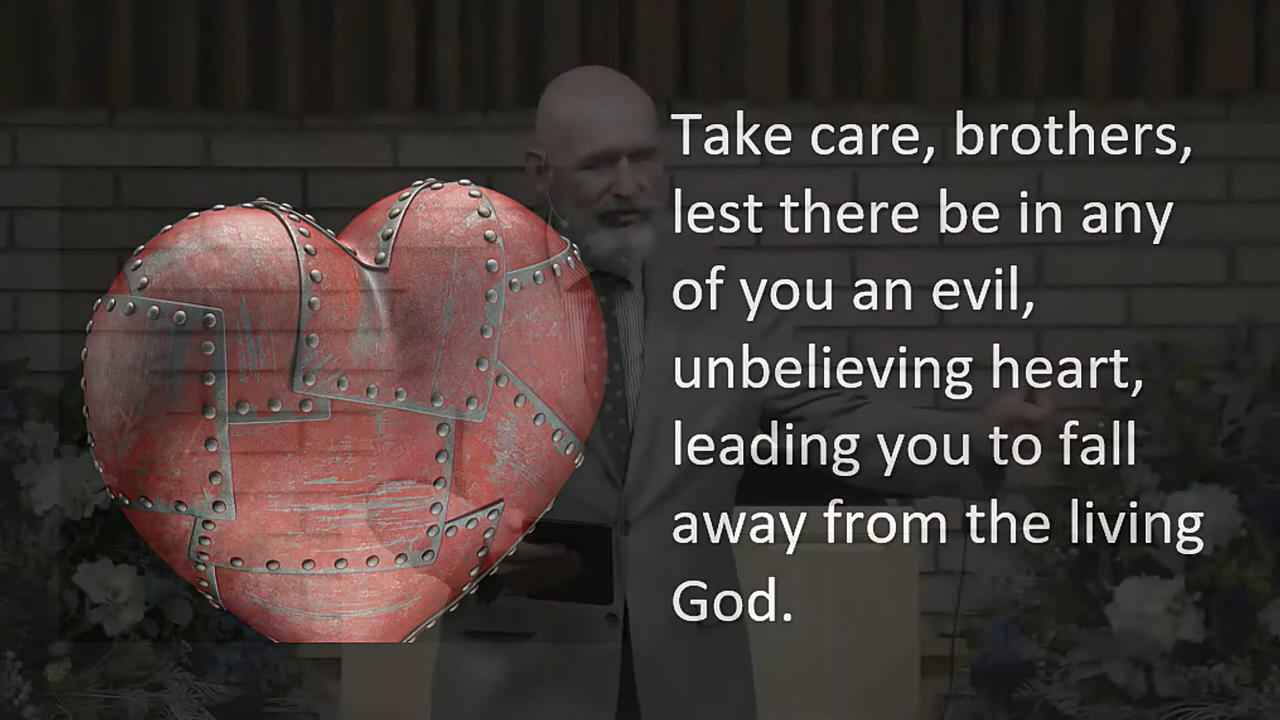 Take care, brothers,
lest there be in any
of you an evil,
unbelieving heart,
leading you to fall
away from the living
God.